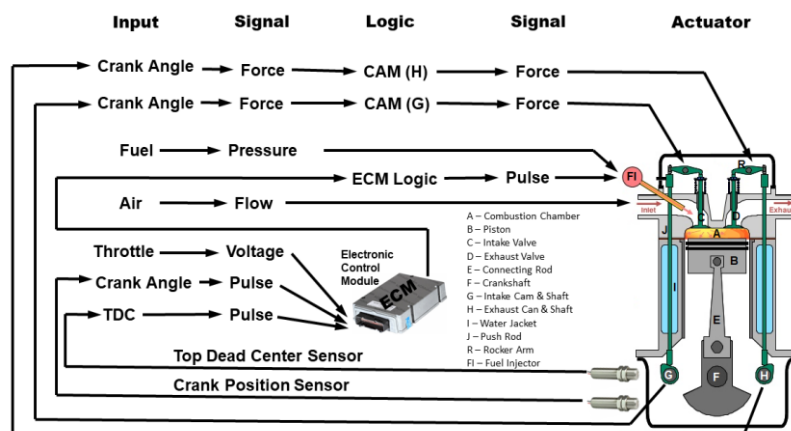 Input Signal Logic Signal Actuator
Crank Angle Force CAM (H) Force
Crank Angle Force CAM (G) Force
Fuel Pressure
ECM Logic Pulse
Air Flow
Throttle Voltage
Crank Angle Pulse
TDC Pulse
Electronic
Control
Module
ECM
Top Dead Center Sensor
Crank Position Sensor
A – Combustion Chamber
B – Piston
C – Intake Valve
D – Exhaust Valve
E – Connecting Rod
F – Crankshaft
G – Intake Cam & Shaft
H – Exhaust Can & Shaft
I – Water Jacket
J – Push Rod
R – Rocker Arm
FI – Fuel Injector
FI
R
Inlet
Exhaus
C
D
A
J
B
I
E
G
F
H